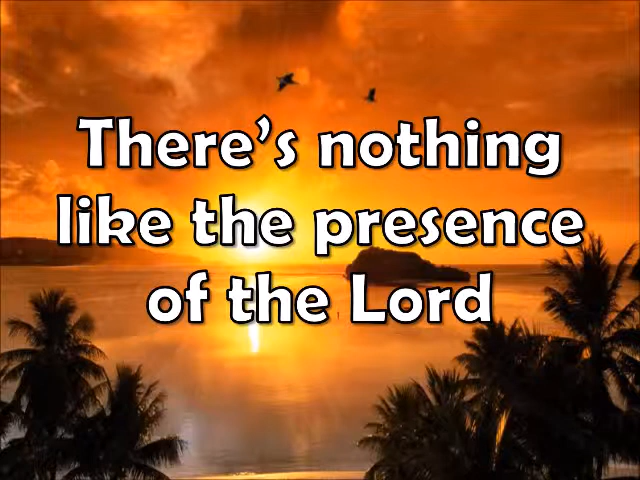 There’s nothing
like the presence
of the Lord